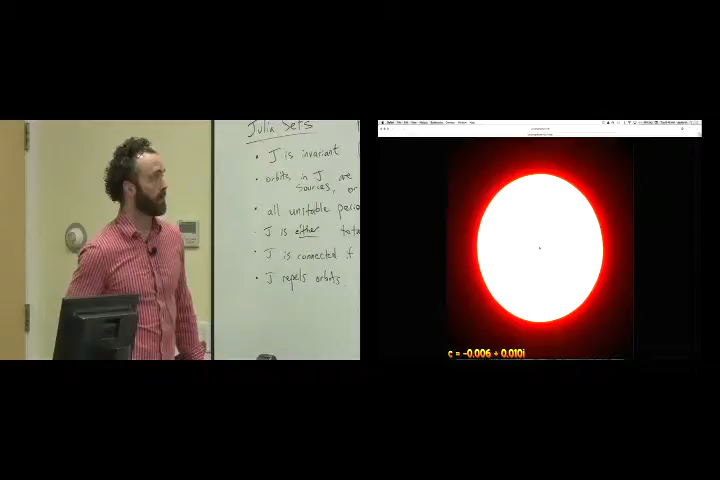 Julia Sets
• J is invariant
• orbits in J are
sources, or
• all unstable perio
• J is either tota
• J is connected if
• J repels orbits.
c = -0.006 + 0.010i